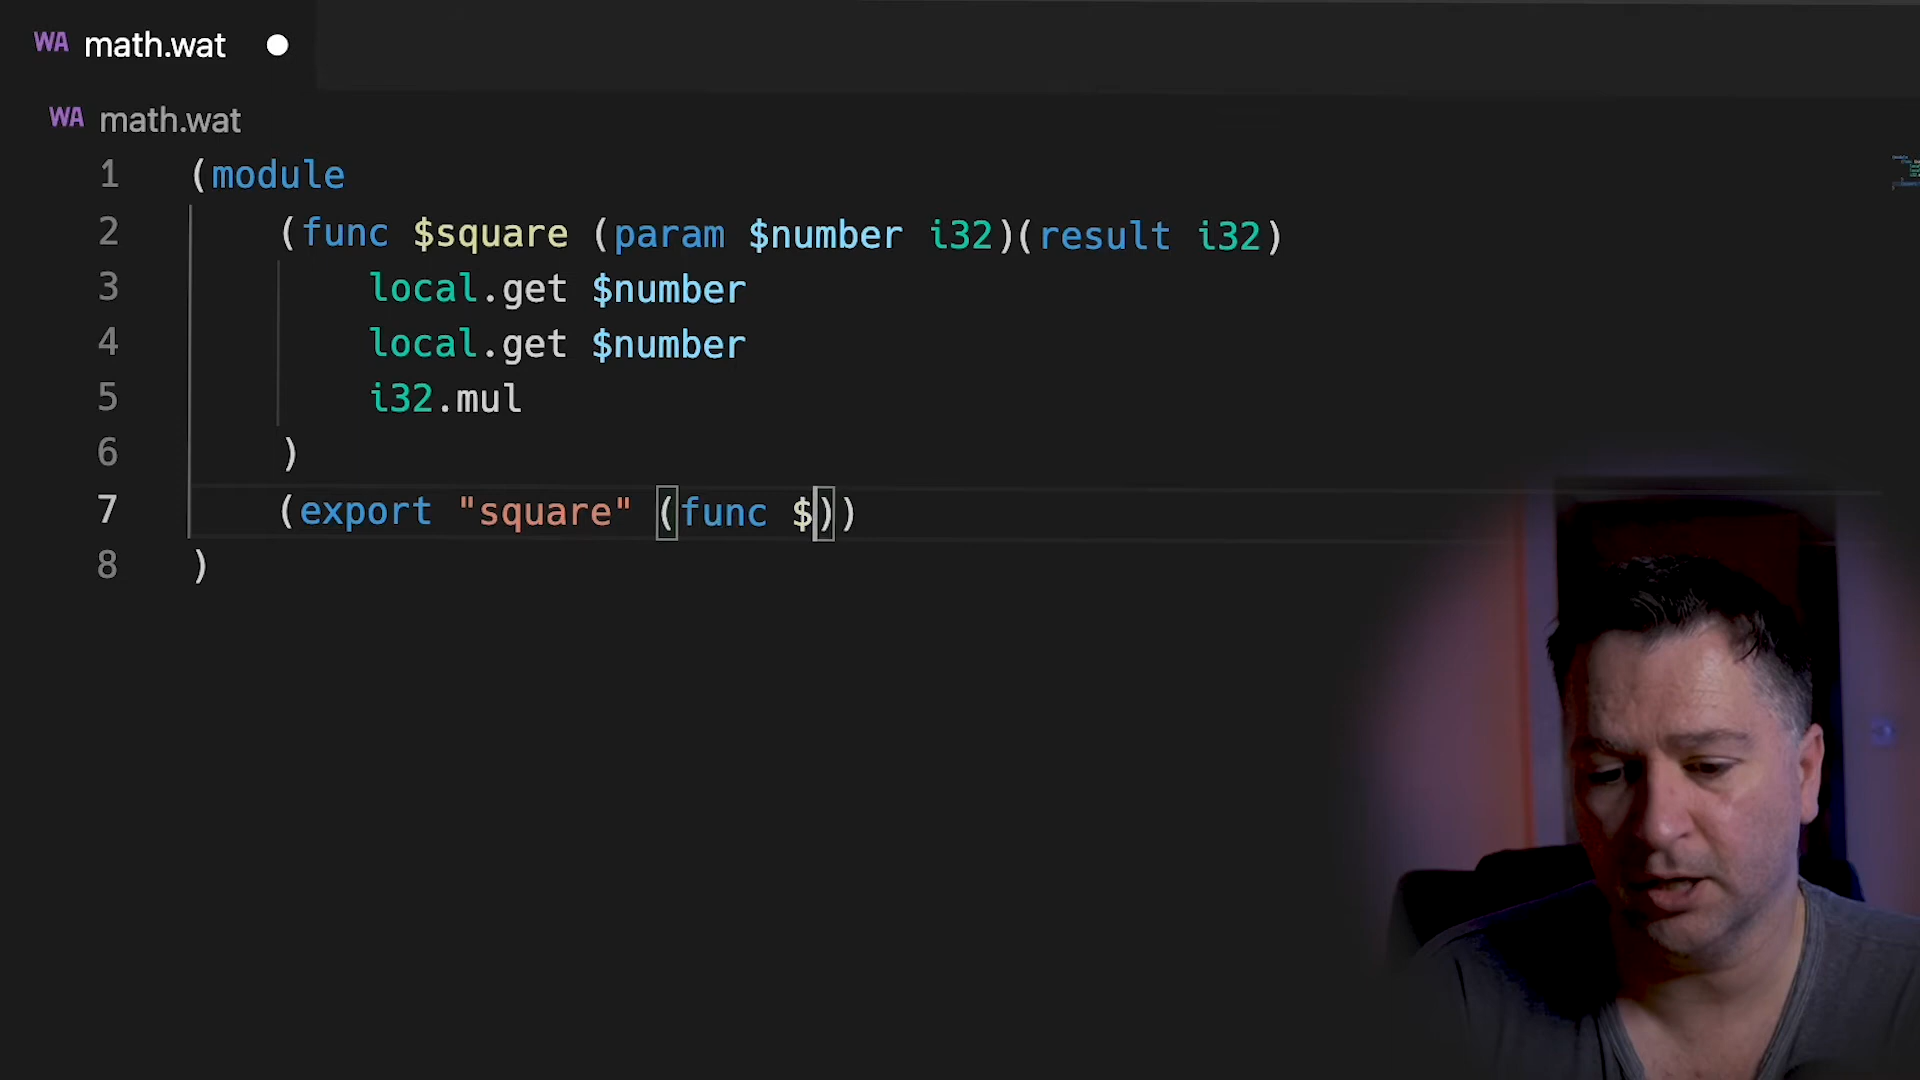 WA math.wat
WA math.wat
1 (module
2 (func $square (param $number i32)(result i32)
3 local.get $number
4 local.get $number
5 i32.mul
6 )
7 (export "square" (func $))
8 )